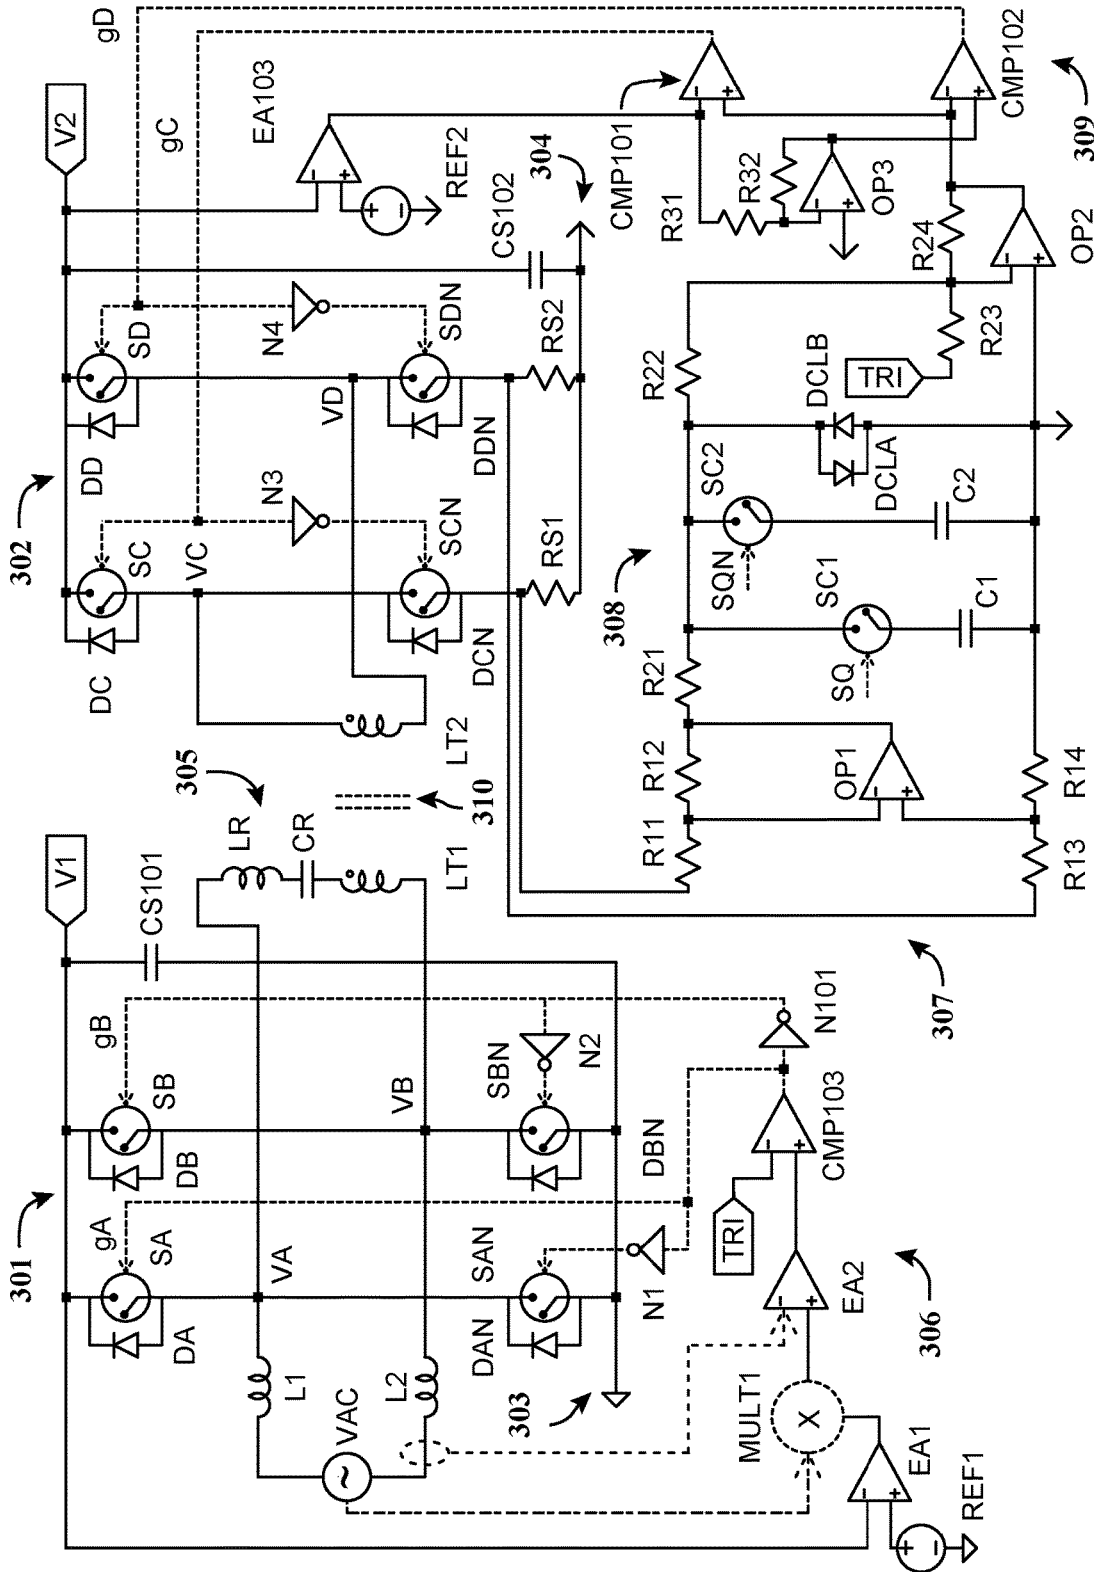 301
V1
CS101
gA
gB
SA
SB
DA
DB
VA
VB
L1
L2
VAC
LR
CR
305
LT1
LT2
310
SAN
SBN
DAN
DBN
N1
N2
303
N101
CMP103
TRI
EA2
306
MULT1
X
EA1
REF1
302
V2
gD
gC
DC
DD
SC
SD
VC
VD
N3
N4
SCN
SDN
DCN
DDN
RS1
RS2
CS102
304
EA103
REF2
CMP101
CMP102
309
R31
R32
OP3
R24
OP2
R23
TRI
R22
DCLB
DCLA
SC2
SQN
C2
308
SC1
SQ
C1
R21
R12
R11
OP1
R14
R13
307